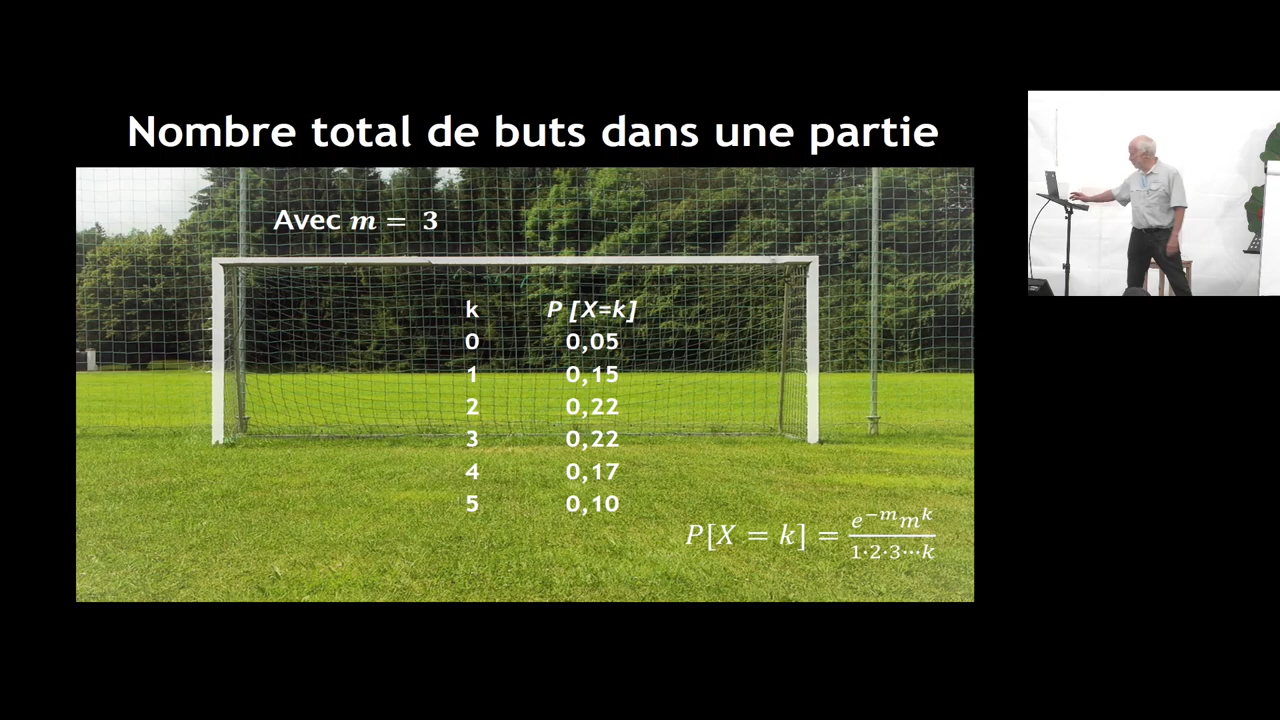 Nombre total de buts dans une partie
Avec m = 3
k P [X=k]
0 0,05
1 0,15
2 0,22
3 0,22
4 0,17
5 0,10
P[X = k] = e^{-m}m^k / 1·2·3···k